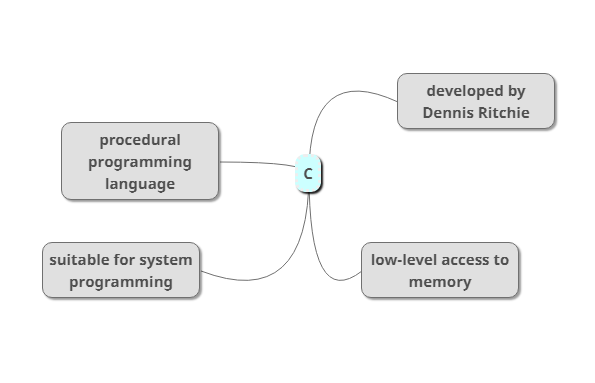 developed by
Dennis Ritchie
procedural
programming
language
C
suitable for system
programming
low-level access to
memory